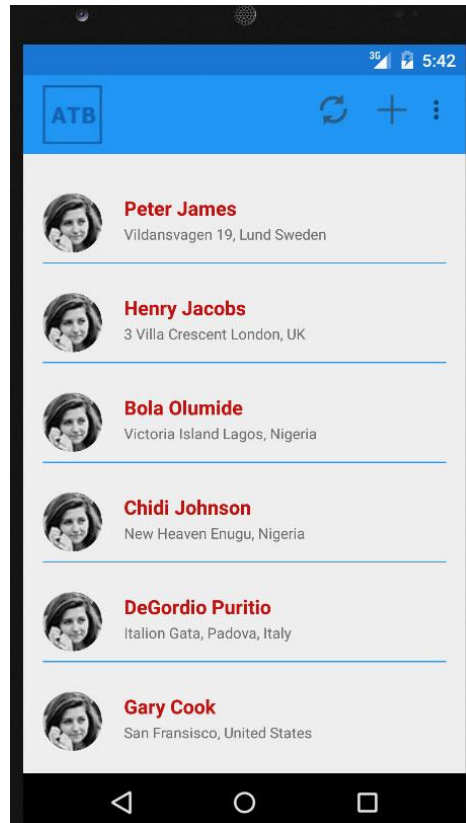 3G 5:42
ATB
Peter James
Vildansvagen 19, Lund Sweden
Henry Jacobs
3 Villa Crescent London, UK
Bola Olumide
Victoria Island Lagos, Nigeria
Chidi Johnson
New Heaven Enugu, Nigeria
DeGordio Puritio
Italion Gata, Padova, Italy
Gary Cook
San Fransisco, United States